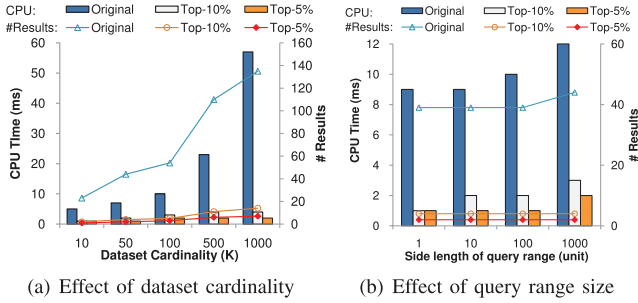 CPU: Original Top-10% Top-5%
#Results: Original Top-10% Top-5%
60 50 40 30 20 10 0
CPU Time (ms)
160 140 120 100 80 60 40 20 0
# Results
10 50 100 500 1000
Dataset Cardinality (K)
(a) Effect of dataset cardinality
CPU: Original Top-10% Top-5%
#Results: Original Top-10% Top-5%
12 10 8 6 4 2 0
CPU Time (ms)
60 40 20 0
# Results
1 10 100 1000
Side length of query range (unit)
(b) Effect of query range size